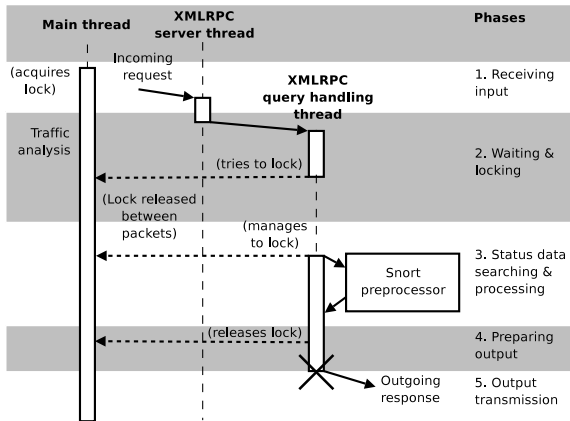 Main thread
XMLRPC
server thread
Phases
(acquires
lock)
Incoming
request
XMLRPC
query handling
thread
1. Receiving
input
Traffic
analysis
(tries to lock)
2. Waiting &
locking
(Lock released
between
packets)
(manages
to lock)
Snort
preprocessor
3. Status data
searching &
processing
(releases lock)
4. Preparing
output
Outgoing
response
5. Output
transmission